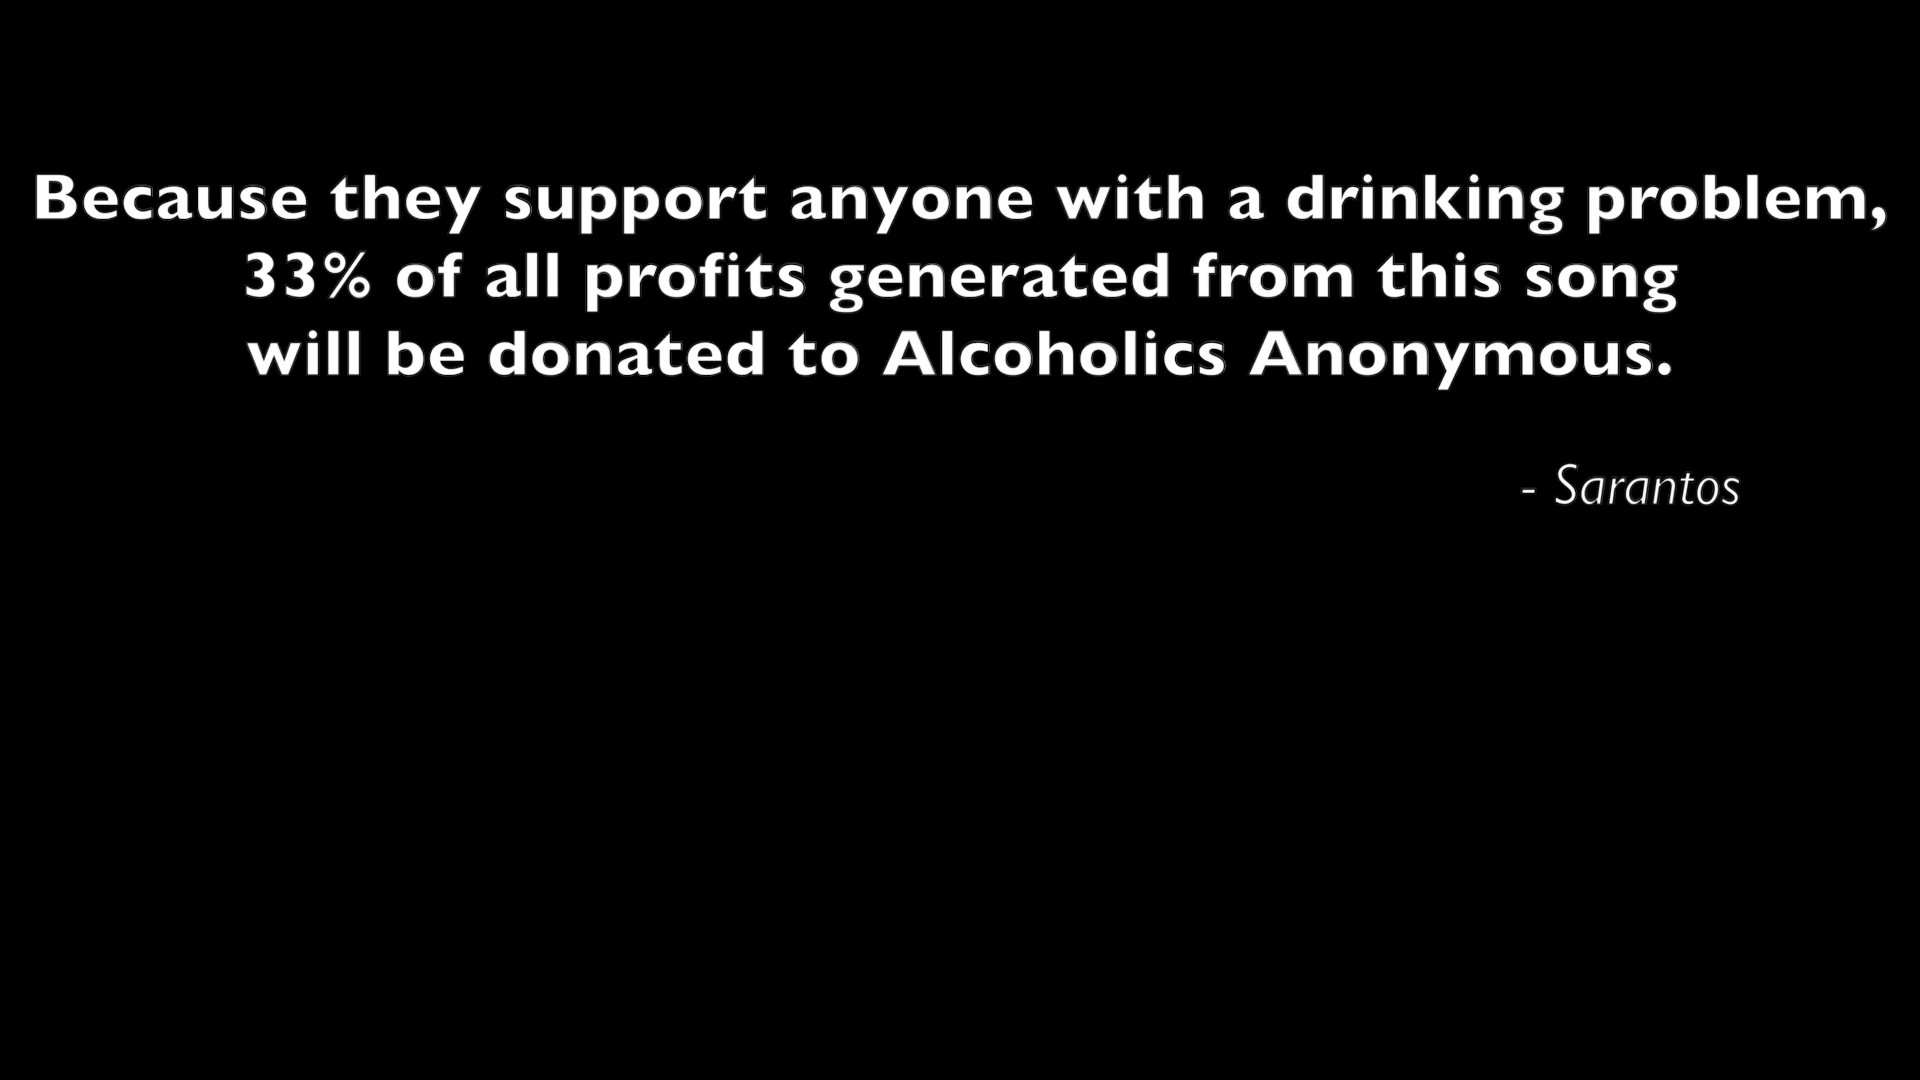 Because they support anyone with a drinking problem,
33% of all profits generated from this song
will be donated to Alcoholics Anonymous.
- Sarantos